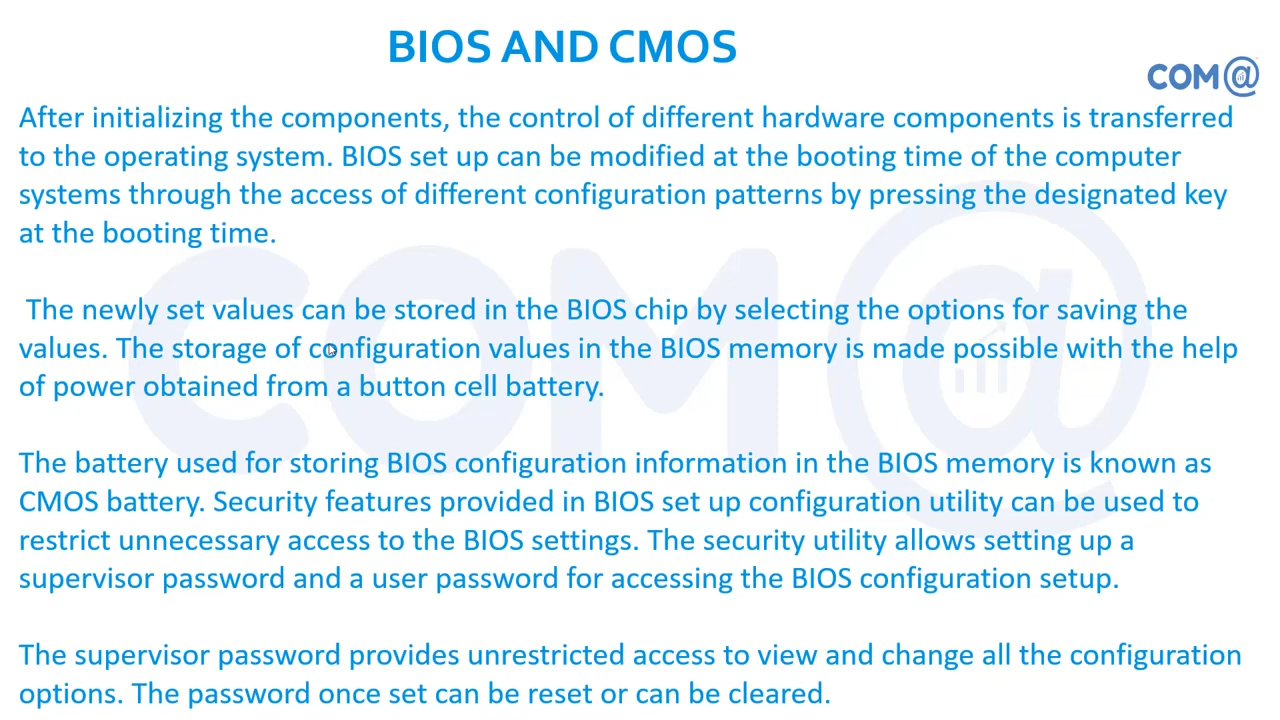 BIOS AND CMOS
COM@
After initializing the components, the control of different hardware components is transferred
to the operating system. BIOS set up can be modified at the booting time of the computer
systems through the access of different configuration patterns by pressing the designated key
at the booting time.
The newly set values can be stored in the BIOS chip by selecting the options for saving the
values. The storage of configuration values in the BIOS memory is made possible with the help
of power obtained from a button cell battery.
The battery used for storing BIOS configuration information in the BIOS memory is known as
CMOS battery. Security features provided in BIOS set up configuration utility can be used to
restrict unnecessary access to the BIOS settings. The security utility allows setting up a
supervisor password and a user password for accessing the BIOS configuration setup.
The supervisor password provides unrestricted access to view and change all the configuration
options. The password once set can be reset or can be cleared.
COM@